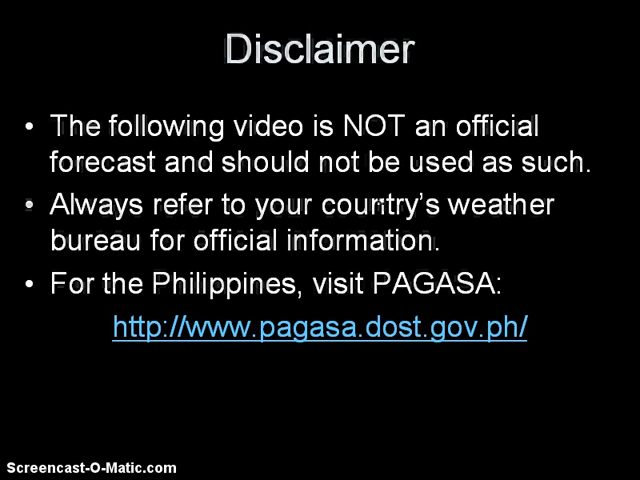 Disclaimer
• The following video is NOT an official
forecast and should not be used as such.
• Always refer to your country's weather
bureau for official information.
• For the Philippines, visit PAGASA:
http://www.pagasa.dost.gov.ph/
Screencast-O-Matic.com